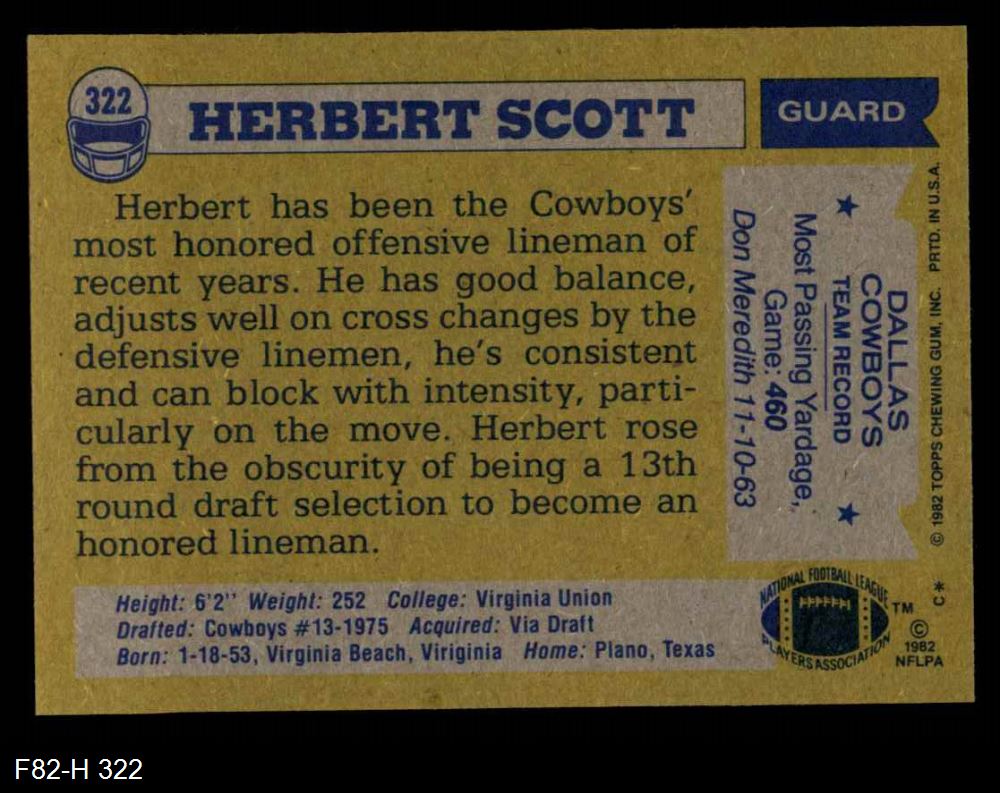 322
HERBERT SCOTT
GUARD
Herbert has been the Cowboys'
most honored offensive lineman of
recent years. He has good balance,
adjusts well on cross changes by the
defensive linemen, he's consistent
and can block with intensity, parti-
cularly on the move. Herbert rose
from the obscurity of being a 13th
round draft selection to become an
honored lineman.
DALLAS
COWBOYS
★ TEAM RECORD ★
Most Passing Yardage,
Game: 460
Don Meredith 11-10-63
© 1982 TOPPS CHEWING GUM, INC. PRTD. IN U.S.A.
C*
Height: 6'2" Weight: 252 College: Virginia Union
Drafted: Cowboys #13-1975 Acquired: Via Draft
Born: 1-18-53, Virginia Beach, Viriginia Home: Plano, Texas
NATIONAL FOOTBALL LEAGUE
PLAYERS ASSOCIATION
TM
©
1982
NFLPA
F82-H 322